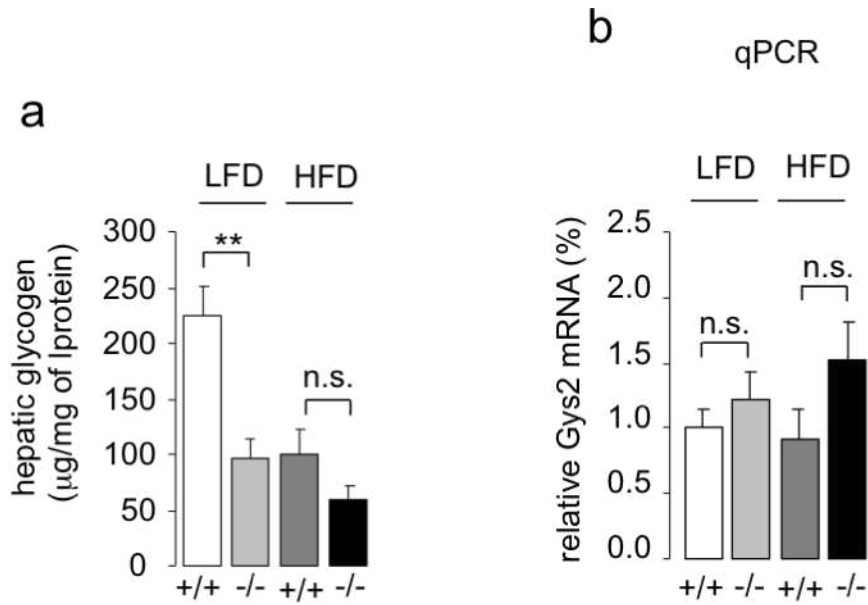 a
LFD HFD
hepatic glycogen
(µg/mg of lprotein)
300
250
200
150
100
50
0
**
n.s.
+/+ -/- +/+ -/-
b
qPCR
LFD HFD
relative Gys2 mRNA (%)
2.5
2.0
1.5
1.0
0.5
0.0
n.s.
n.s.
+/+ -/- +/+ -/-